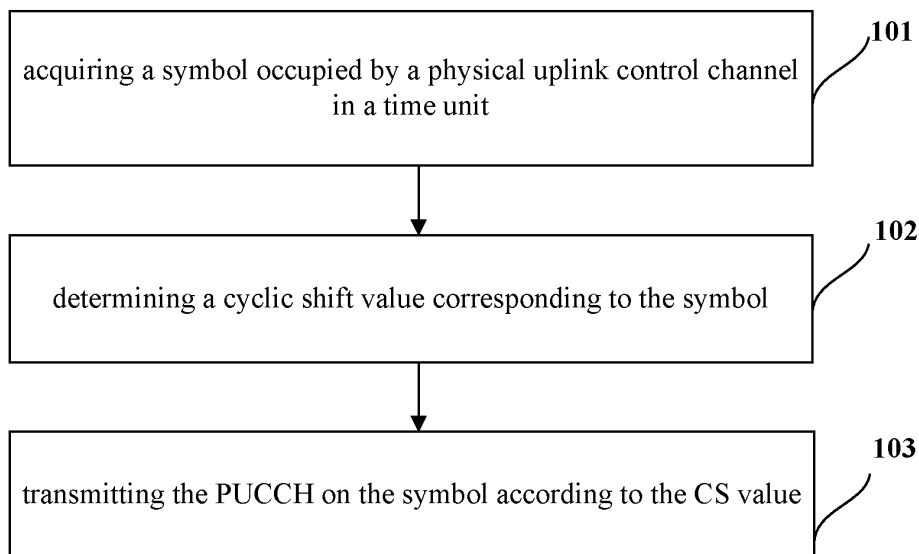 101
acquiring a symbol occupied by a physical uplink control channel
in a time unit
102
determining a cyclic shift value corresponding to the symbol
103
transmitting the PUCCH on the symbol according to the CS value